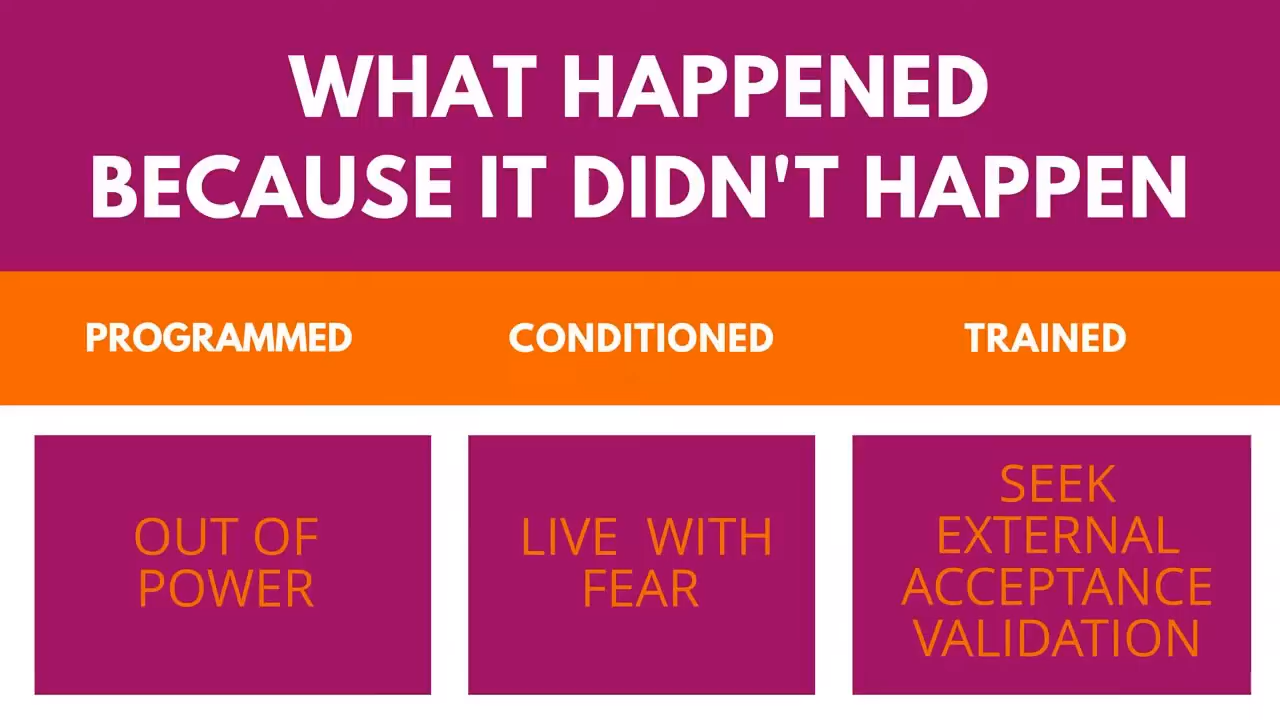 WHAT HAPPENED
BECAUSE IT DIDN'T HAPPEN
PROGRAMMED
CONDITIONED
TRAINED
OUT OF
POWER
LIVE WITH
FEAR
SEEK
EXTERNAL
ACCEPTANCE
VALIDATION